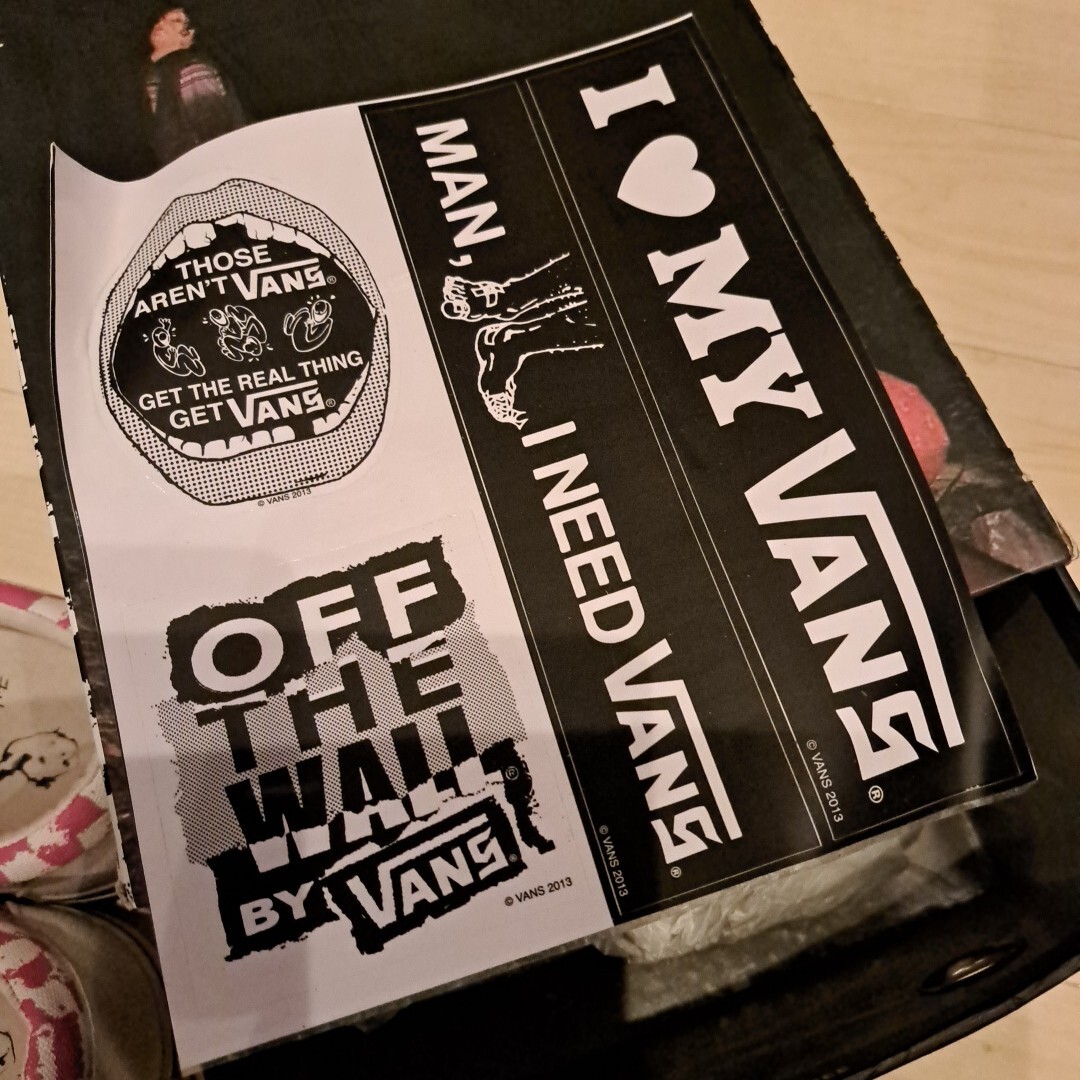 THOSE
AREN'T VANS®
GET THE REAL THING
GET VANS®
© VANS 2013
OFF
THE
WALL®
BY VANS®
© VANS 2013
MAN, I NEED VANS®
© VANS 2013
I ♥ MY VANS®
© VANS 2013